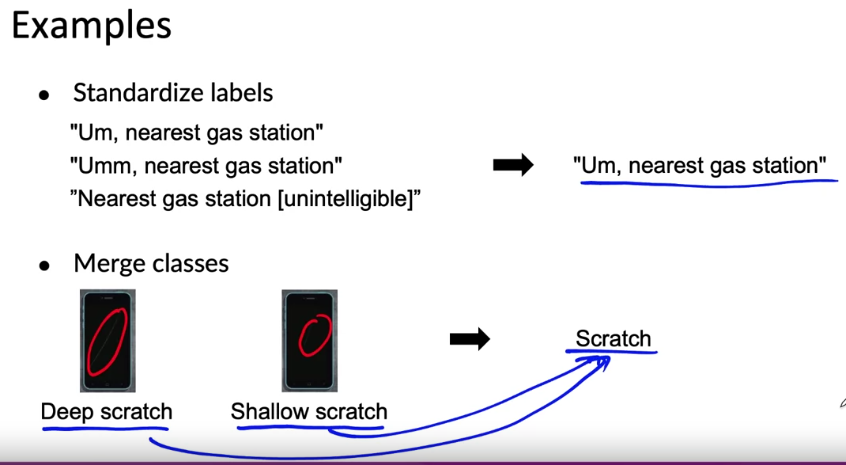 Examples
● Standardize labels
"Um, nearest gas station"
"Umm, nearest gas station"
"Um, nearest gas station"
”Nearest gas station [unintelligible]”
● Merge classes
Scratch
Deep scratch
Shallow scratch